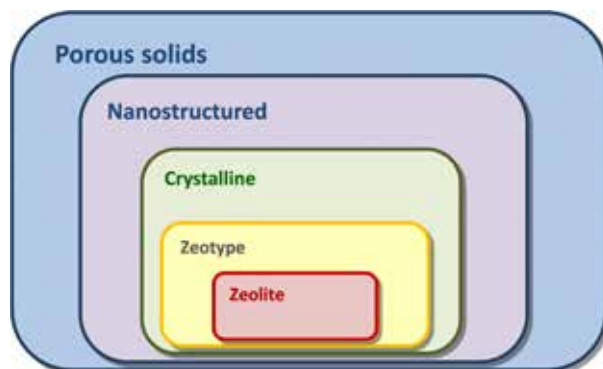 Porous solids
Nanostructured
Crystalline
Zeotype
Zeolite